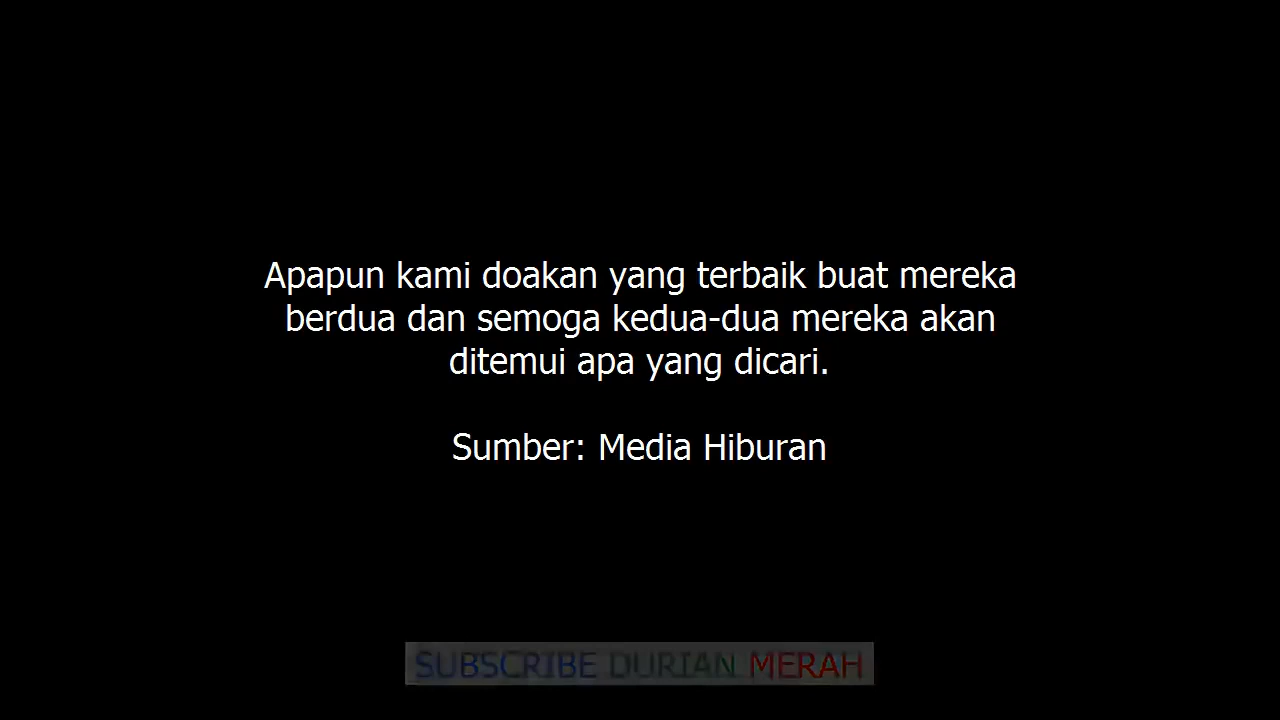 Apapun kami doakan yang terbaik buat mereka
berdua dan semoga kedua-dua mereka akan
ditemui apa yang dicari.
Sumber: Media Hiburan
SUBSCRIBE DURIAN MERAH